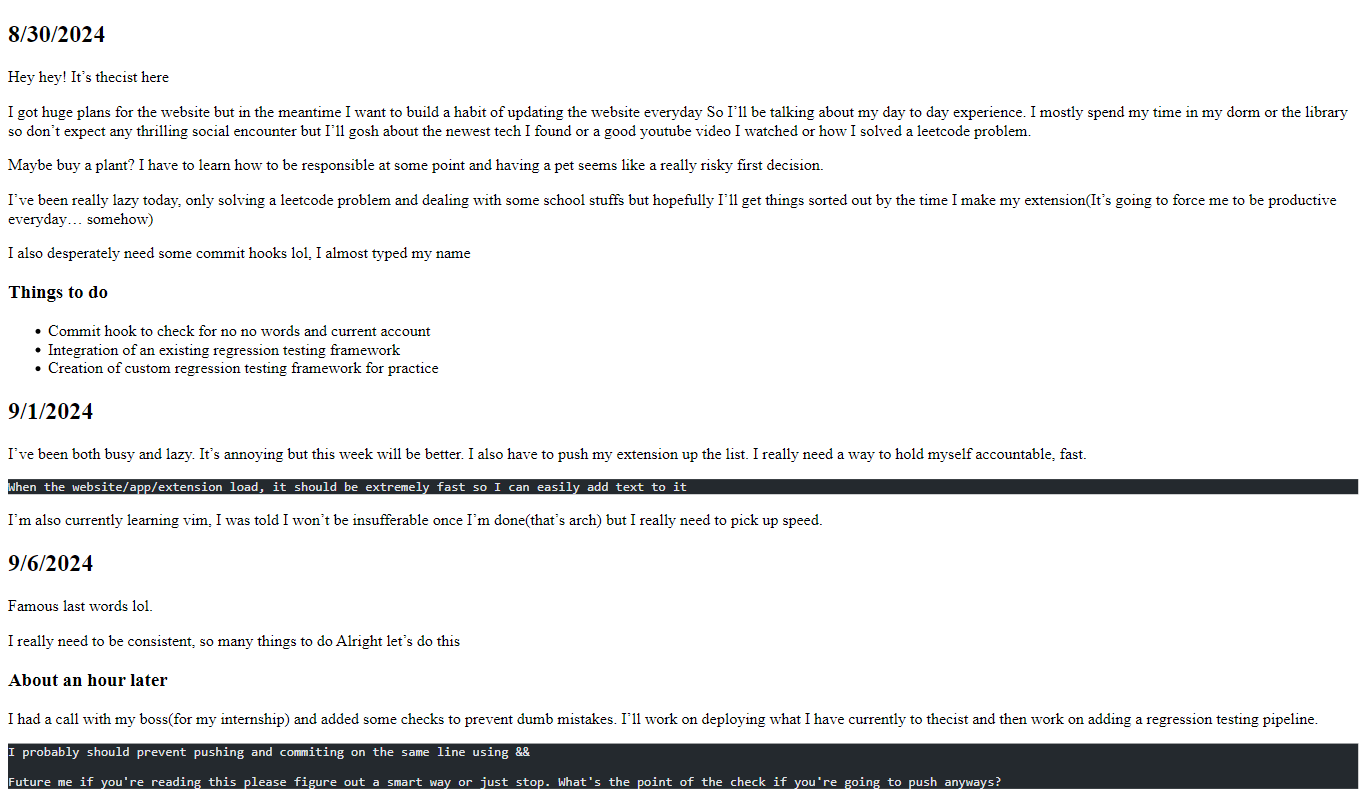 8/30/2024
Hey hey! It’s thecist here
I got huge plans for the website but in the meantime I want to build a habit of updating the website everyday So I’ll be talking about my day to day experience. I mostly spend my time in my dorm or the library
so don’t expect any thrilling social encounter but I’ll gosh about the newest tech I found or a good youtube video I watched or how I solved a leetcode problem.
Maybe buy a plant? I have to learn how to be responsible at some point and having a pet seems like a really risky first decision.
I’ve been really lazy today, only solving a leetcode problem and dealing with some school stuffs but hopefully I’ll get things sorted out by the time I make my extension(It’s going to force me to be productive
everyday… somehow)
I also desperately need some commit hooks lol, I almost typed my name
Things to do
• Commit hook to check for no no words and current account
• Integration of an existing regression testing framework
• Creation of custom regression testing framework for practice
9/1/2024
I’ve been both busy and lazy. It’s annoying but this week will be better. I also have to push my extension up the list. I really need a way to hold myself accountable, fast.
When the website/app/extension load, it should be extremely fast so I can easily add text to it
I’m also currently learning vim, I was told I won’t be insufferable once I’m done(that’s arch) but I really need to pick up speed.
9/6/2024
Famous last words lol.
I really need to be consistent, so many things to do Alright let’s do this
About an hour later
I had a call with my boss(for my internship) and added some checks to prevent dumb mistakes. I’ll work on deploying what I have currently to thecist and then work on adding a regression testing pipeline.
I probably should prevent pushing and commiting on the same line using &&
Future me if you're reading this please figure out a smart way or just stop. What's the point of the check if you're going to push anyways?